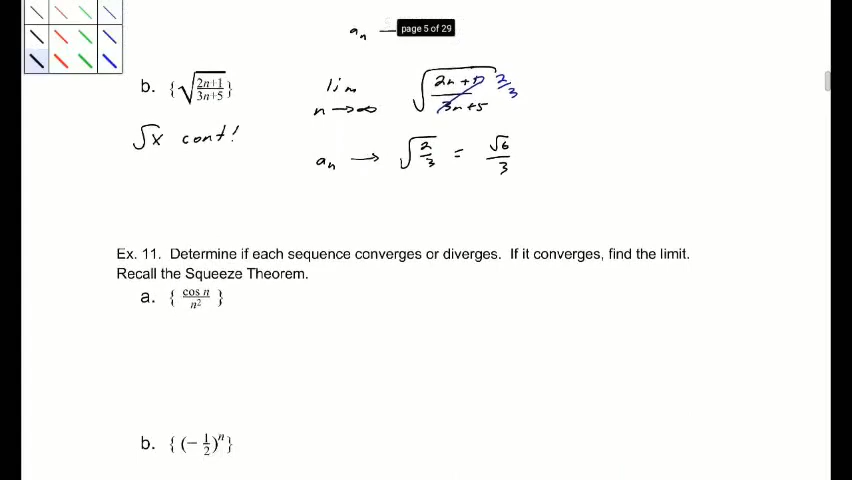 aₙ — page 5 of 29
b. {√(2n+1)/(3n+5)} lim n→∞ √(2n+1)/(3n+5) 2/3
√x cont! aₙ → √2/3 = √6/3
Ex. 11. Determine if each sequence converges or diverges. If it converges, find the limit.
Recall the Squeeze Theorem.
a. { cos n / n² }
b. { (− 1/2)ⁿ }